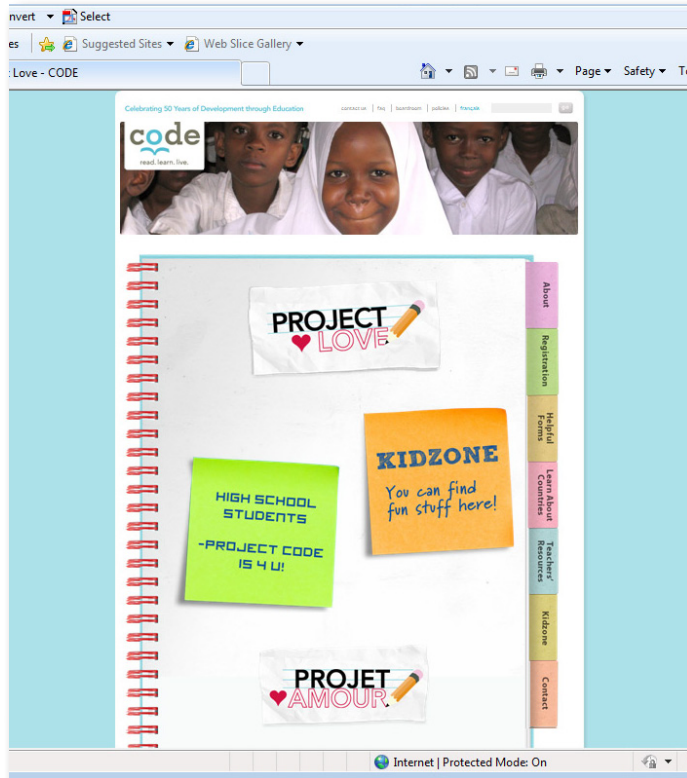 nvert Select
es Suggested Sites Web Slice Gallery
: Love - CODE Page Safety T
Celebrating 50 Years of Development through Education contact us | faq | boardroom | policies | français
code
read. learn. live.
PROJECT
LOVE
About
Registration
Helpful
Forms
Learn About
Countries
Teachers'
Resources
Kidzone
Contact
KIDZONE
You can find
fun stuff here!
HIGH SCHOOL
STUDENTS
-PROJECT CODE
IS 4 U!
PROJET
AMOUR
Internet | Protected Mode: On